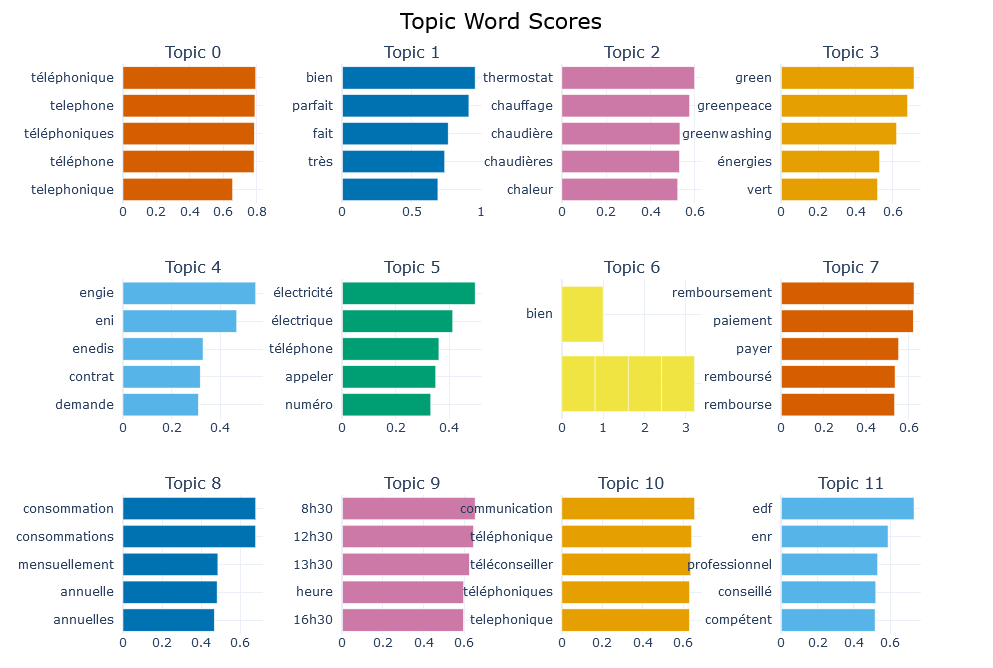 Topic Word Scores
Topic 0
téléphonique
telephone
téléphoniques
téléphone
telephonique
0 0.2 0.4 0.6 0.8
Topic 1
bien
parfait
fait
très
0 0.5 1
Topic 2
thermostat
chauffage
chaudière
chaudières
chaleur
0 0.2 0.4 0.6
Topic 3
green
greenpeace
greenwashing
énergies
vert
0 0.2 0.4 0.6
Topic 4
engie
eni
enedis
contrat
demande
0 0.2 0.4
Topic 5
électricité
électrique
téléphone
appeler
numéro
0 0.2 0.4
Topic 6
bien
0 1 2 3
Topic 7
remboursement
paiement
payer
remboursé
rembourse
0 0.2 0.4 0.6
Topic 8
consommation
consommations
mensuellement
annuelle
annuelles
0 0.2 0.4 0.6
Topic 9
8h30
12h30
13h30
heure
16h30
0 0.2 0.4 0.6
Topic 10
communication
téléphonique
téléconseiller
téléphoniques
telephonique
0 0.2 0.4 0.6
Topic 11
edf
enr
professionnel
conseillé
compétent
0 0.2 0.4 0.6